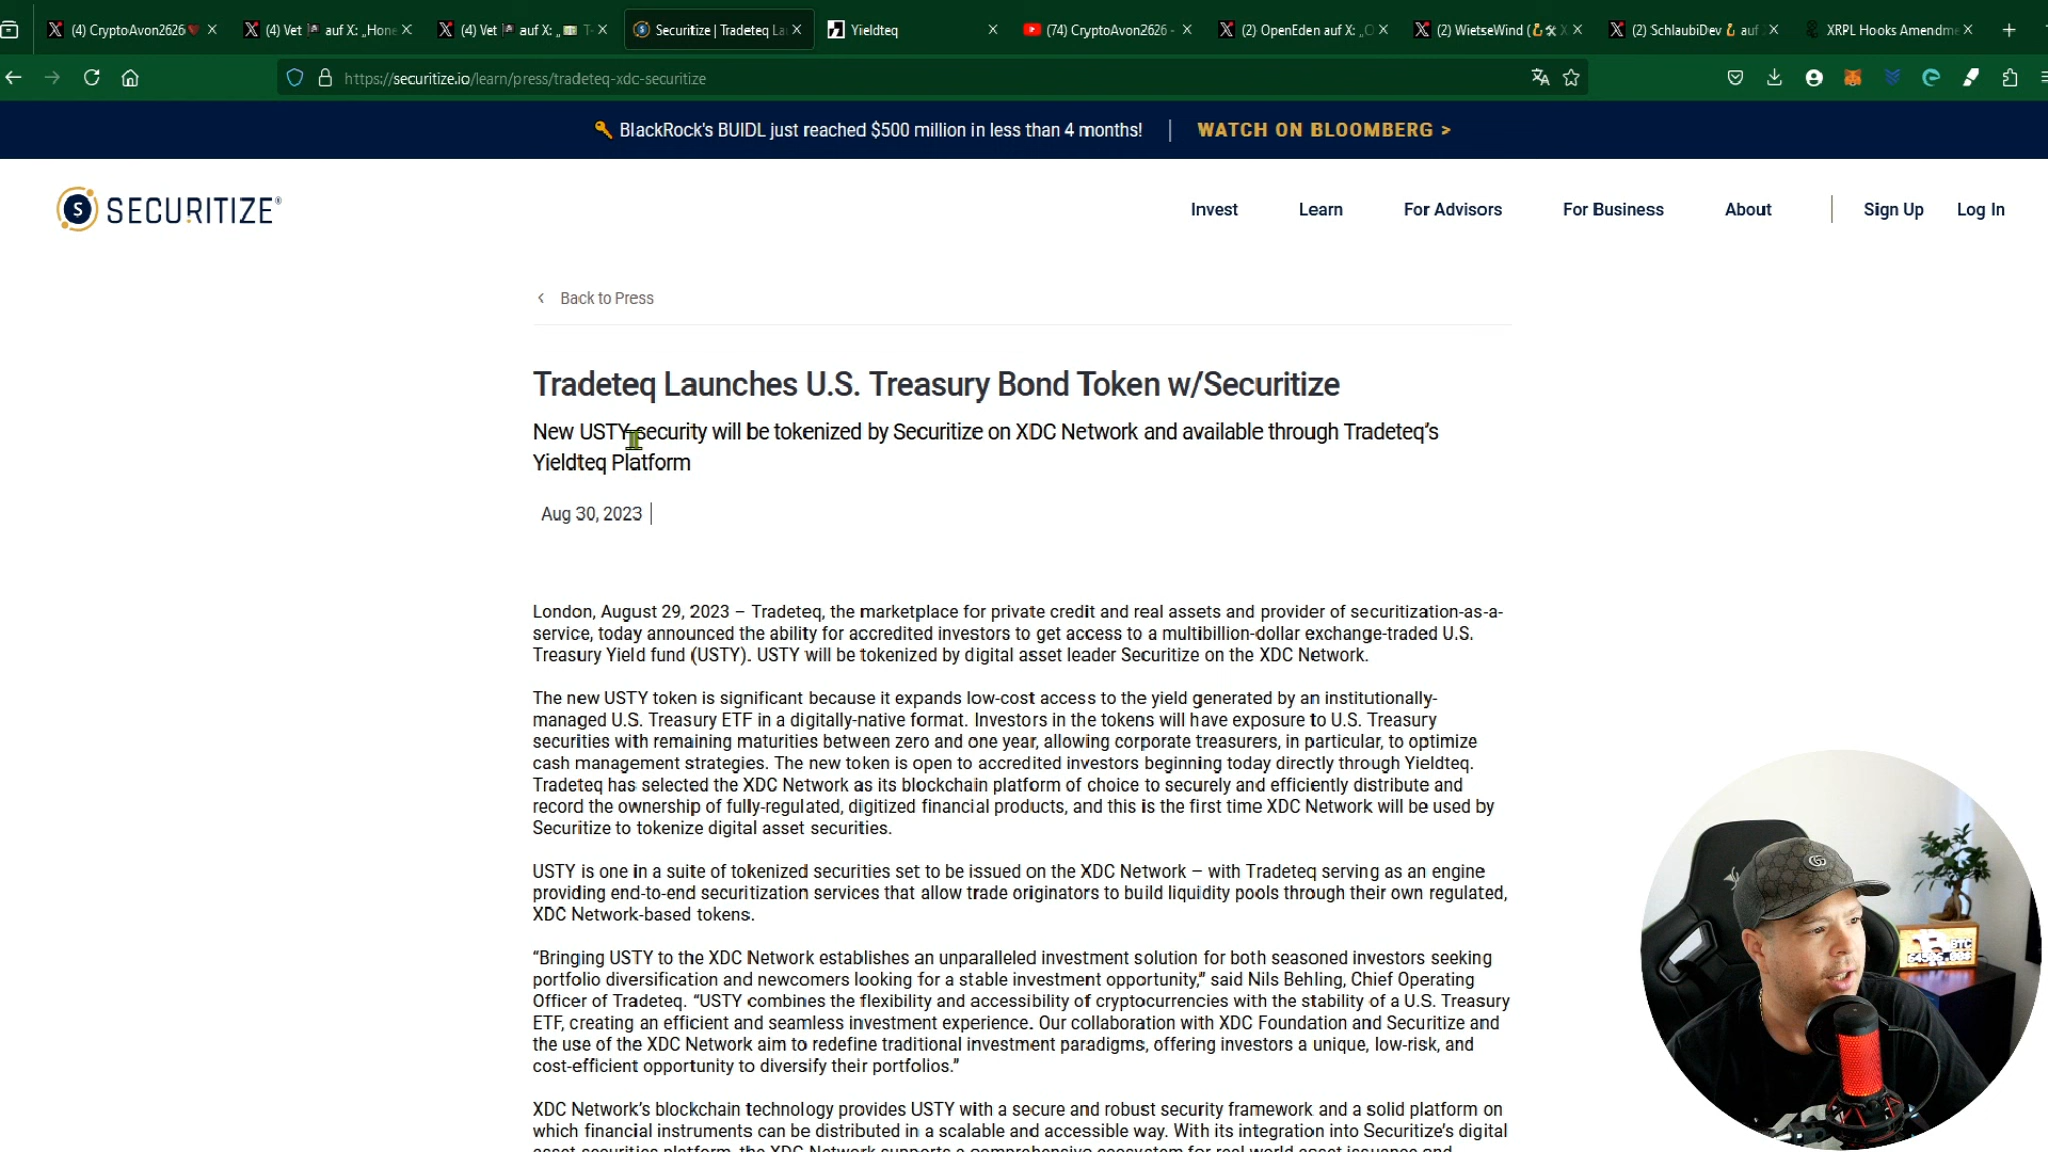 (4) CryptoAvon2626 (4) Vet auf X: „Hone (4) Vet auf X: „ Securitize | Tradeteq La Yieldteq (74) CryptoAvon2626 - (2) OpenEden auf X: „O (2) WietseWind ( (2) SchlaubiDev auf XRPL Hooks Amendme
https://securitize.io/learn/press/tradeteq-xdc-securitize
BlackRock's BUIDL just reached $500 million in less than 4 months! | WATCH ON BLOOMBERG >
SECURITIZE® Invest Learn For Advisors For Business About Sign Up Log In
Back to Press
Tradeteq Launches U.S. Treasury Bond Token w/Securitize
New USTY security will be tokenized by Securitize on XDC Network and available through Tradeteq's
Yieldteq Platform
Aug 30, 2023 |
London, August 29, 2023 – Tradeteq, the marketplace for private credit and real assets and provider of securitization-as-a-
service, today announced the ability for accredited investors to get access to a multibillion-dollar exchange-traded U.S.
Treasury Yield fund (USTY). USTY will be tokenized by digital asset leader Securitize on the XDC Network.
The new USTY token is significant because it expands low-cost access to the yield generated by an institutionally-
managed U.S. Treasury ETF in a digitally-native format. Investors in the tokens will have exposure to U.S. Treasury
securities with remaining maturities between zero and one year, allowing corporate treasurers, in particular, to optimize
cash management strategies. The new token is open to accredited investors beginning today directly through Yieldteq.
Tradeteq has selected the XDC Network as its blockchain platform of choice to securely and efficiently distribute and
record the ownership of fully-regulated, digitized financial products, and this is the first time XDC Network will be used by
Securitize to tokenize digital asset securities.
USTY is one in a suite of tokenized securities set to be issued on the XDC Network – with Tradeteq serving as an engine
providing end-to-end securitization services that allow trade originators to build liquidity pools through their own regulated,
XDC Network-based tokens.
“Bringing USTY to the XDC Network establishes an unparalleled investment solution for both seasoned investors seeking
portfolio diversification and newcomers looking for a stable investment opportunity,” said Nils Behling, Chief Operating
Officer of Tradeteq. “USTY combines the flexibility and accessibility of cryptocurrencies with the stability of a U.S. Treasury
ETF, creating an efficient and seamless investment experience. Our collaboration with XDC Foundation and Securitize and
the use of the XDC Network aim to redefine traditional investment paradigms, offering investors a unique, low-risk, and
cost-efficient opportunity to diversify their portfolios.”
XDC Network's blockchain technology provides USTY with a secure and robust security framework and a solid platform on
which financial instruments can be distributed in a scalable and accessible way. With its integration into Securitize's digital
asset securities platform, the XDC Network supports a comprehensive ecosystem for real world asset issuance and
BTC